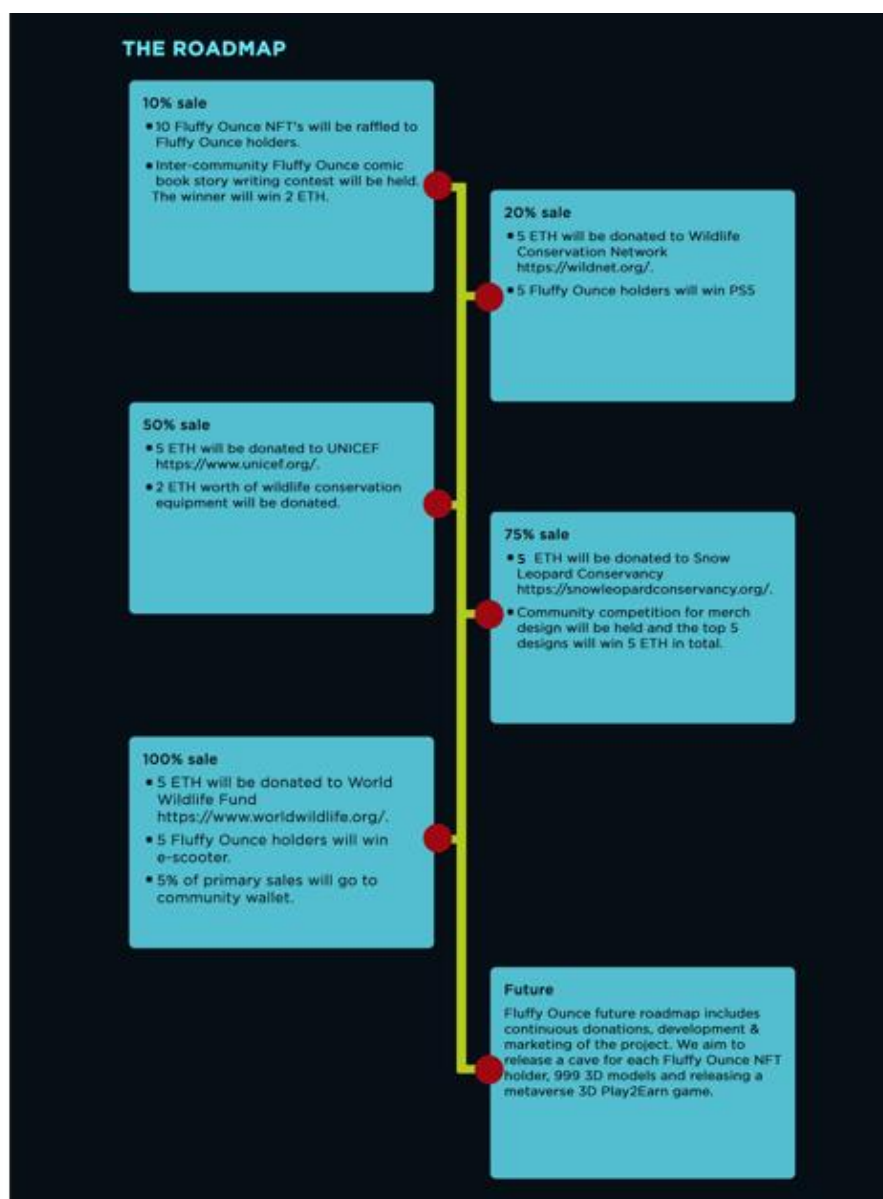 THE ROADMAP
10% sale
• 10 Fluffy Ounce NFT's will be raffled to
Fluffy Ounce holders.
• Inter-community Fluffy Ounce comic
book story writing contest will be held.
The winner will win 2 ETH.
20% sale
• 5 ETH will be donated to Wildlife
Conservation Network
https://wildnet.org/.
• 5 Fluffy Ounce holders will win PS5
50% sale
• 5 ETH will be donated to UNICEF
https://www.unicef.org/.
• 2 ETH worth of wildlife conservation
equipment will be donated.
75% sale
• 5 ETH will be donated to Snow
Leopard Conservancy
https://snowleopardconservancy.org/.
• Community competition for merch
design will be held and the top 5
designs will win 5 ETH in total.
100% sale
• 5 ETH will be donated to World
Wildlife Fund
https://www.worldwildlife.org/.
• 5 Fluffy Ounce holders will win
e-scooter.
• 5% of primary sales will go to
community wallet.
Future
Fluffy Ounce future roadmap includes
continuous donations, development &
marketing of the project. We aim to
release a cave for each Fluffy Ounce NFT
holder, 999 3D models and releasing a
metaverse 3D Play2Earn game.